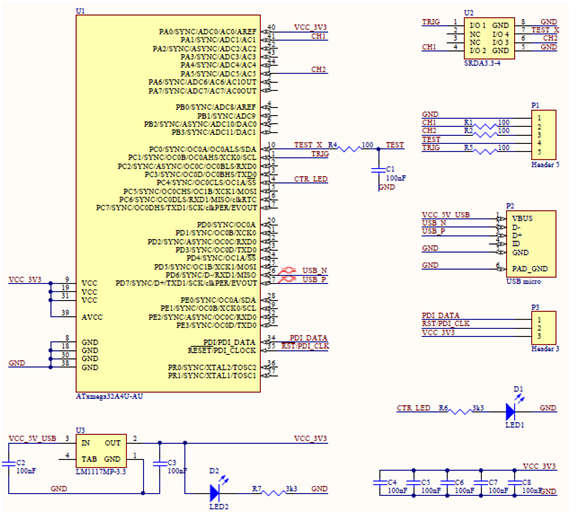 U1
PA0/SYNC/ADC0/AC0/AREF 40 VCC_3V3
PA1/SYNC/ADC1/AC1 41 CH1
PA2/SYNC/ASYNC/ADC2/AC2
PA3/SYNC/ADC3/AC3
PA4/SYNC/ADC4/AC4 44
PA5/SYNC/ADC5/AC5 CH2
PA6/SYNC/ADC6/AC6/AC1OUT
PA7/SYNC/ADC7/AC7/AC0OUT
PB0/SYNC/ADC8/AREF 4
PB1/SYNC/ADC9
PB2/SYNC/ASYNC/ADC10/DAC0
PB3/SYNC/ADC11/DAC1
PC0/SYNC/OC0A/OC0ALS/SDA 10 TEST_X R4 100 TEST
PC1/SYNC/OC0B/OC0AHS/XCK0/SCL TRIG
PC2/SYNC/ASYNC/OC0C/OC0BLS/RXD0
PC3/SYNC/OC0D/OC0BHS/TXD0
PC4/SYNC/OC0CLS/OC1A/SS CTR_LED
PC5/SYNC/OC0CHS/OC1B/XCK1/MOSI
PC6/SYNC/OC0DLS/RXD1/MISO/clkRTC
PC7/SYNC/OC0DHS/TXD1/SCK/clkPER/EVOUT
C1
100nF
GND
PD0/SYNC/OC0A 20
PD1/SYNC/OC0B/XCK0
PD2/SYNC/ASYNC/OC0C/RXD0
PD3/SYNC/OC0D/TXD0
PD4/SYNC/OC1A/SS
PD5/SYNC/OC1B/XCK1/MOSI
PD6/SYNC/D-/RXD1/MISO 26 USB_N
PD7/SYNC/D+/TXD1/SCK/clkPER/EVOUT 27 USB_P
PE0/SYNC/OC0A/SDA 28
PE1/SYNC/OC0B/XCK0/SCL 29
PE2/SYNC/ASYNC/OC0C/RXD0
PE3/SYNC/OC0D/TXD0 33
PDI/PDI_DATA 34 PDI_DATA
RESET/PDI_CLOCK 35 RST/PDI_CLK
PR0/SYNC/XTAL2/TOSC2 36
PR1/SYNC/XTAL1/TOSC1
VCC_3V3 9 VCC
19 VCC
31 VCC
39 AVCC
8 GND
18 GND
30 GND
GND 38 GND
ATxmega32A4U-AU
U2
TRIG 1 I/O 1 GND 8 GND
2 NC I/O 4 7 TEST_X
3 NC I/O 3 6 CH2
CH1 4 I/O 2 GND 5 GND
SRDA3.3-4
P1
GND 1
CH1 R1 100 2
CH2 R2 100 3
TEST 4
TRIG R5 100 5
Header 5
P2
VCC_5V_USB 1 VBUS
USB_N D-
USB_P D+
ID
GND GND
GND 6 PAD_GND
USB micro
P3
PDI_DATA 1
RST/PDI_CLK 2
VCC_3V3 3
Header 3
D1
CTR_LED R6 3k3 GND
LED1
U3
VCC_5V_USB 3 IN OUT 2 VCC_3V3
4 TAB GND 1
LM1117MP-3.3
C2
100nF
C3
100nF
GND
D2
LED2
R7 3k3 GND
VCC_3V3
C4 C5 C6 C7 C8
100nF 100nF 100nF 100nF 100nF
GND